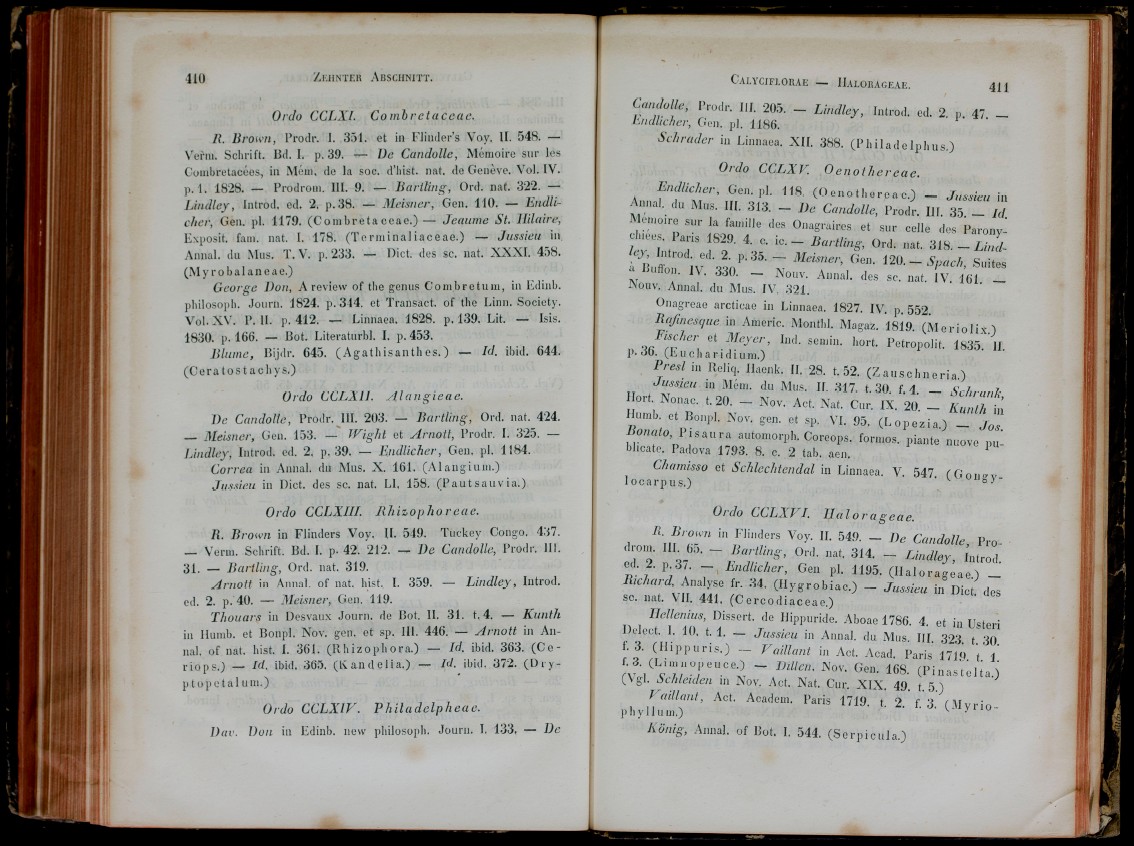 410 ZEHNTER ABSCHNITT.
Ordo CCLXI. Combretaceae.
R. Brown, Prodr. I. 351. et in Flinder's Voy. II. 548. —
Verm. Schrift. Bd. I. p. 39. — De Candolle, Mémoire sur les
Combretacées, in Mém. de la soc. d'hist. nat. de Genève. Vol. IV.
p. 1. 1828. — Prodrom. III. 9. — Bartling, Ord. nat. 322. —
Lindley, Introd. ed. 2. p. 38. — Meisner, Gen. 110. — Endli-
cher, Gen. pl. 1179. (Combretaceae.) — Jeaume St. Hilaire,
Exposit. fam. nat. I. 178. (Terminaliaceae.) — Jussieu in
Annal. du Mus. T. V. p. 233. — Dict. des sc. nat. XXXI. 458.
(Myrobalaneae.)
George Don, A review of the genus Combretum, in Edinb.
philosoph. Journ. 1824. p. 344. et Transact. of the Linn. Society.
Vol. XV. P. II. p. 412. — Linnaea. 1828. p. 139. Lit. — Isis.
1830. p. 166. — Bot. Literaturbl. I. p. 453.
Blume, Bijdr. 645. (Agathisanthes.) — Id. ibid. 644.
(Ceratostachys.)
Ordo CCLXII. Alangieae.
De Candolle, Prodr. III. 203. — Bartling, Ord. nat. 424.
— Meisner, Gen. 153. — Wight et Arnott, Prodr. I. 325. —
Lindley, Introd. ed. 2. p. 39. — Endlicher, Gen. pl. 1184.
Correa in Annal. du Mus. X. 161. (Alangium.)
Jussieu in Dict. des sc. nat. LI. 158. (Pautsauvia.)
Ordo CCLXIII. Rhizophoreae.
R. Brown in Flinders Voy. II. 549. Tuckey Congo. 437.
— Verm. Schrift. Bd. I. p. 42. 212. — De Candolle, Prodr. III.
31. — Bartling, Ord. nat. 319.
Arnott in Annal. of nat. hist. I. 359. — Lindley, Introd.
ed. 2. p. 40. — Meisner, Gen. 119.
Thouars in Desvaux Journ. de Bot. II. 31. t. 4. — Kunth
in Humb. et Bonpl. Nov. gen. et sp. III. 446. — Arnott in An-
nal. of nat. hist. I. 361. (Rhizophora.) — Id. ibid. 363. (Ce-
riops.) — Id. ibid. 365. (Kandelia.) — Id. ibid. 372. (Dry-
ptopetalum.)
Ordo CCLXIV. Philadelpheae.
Dav. Don in Edinb. new philosoph. Journ. I. 133. — De
CALYCIFLORAE — HALORAGEAE. 411
Candolle, Prodr. III. 205. — Lindley, Introd. ed. 2. p. 47. —
Endlicher, Gen. pl. 1186.
Schrader in Linnaea. XII. 388. (Philadelphus.)
Ordo CCLXV. Oenothereae.
Endlicher, Gen. pl. 118. (Oenothereae.) — Jussieu in
Annal. du Mus. III. 313. — De Candolle, Prodr. III. 35. — Id.
Mémoire sur la famille des Onagraires et sur celle des Parony-
chiées. Paris 1829. 4. c. ic. — Bartling, Ord. nat. 318. — Lind-
ley, Introd. ed. 2. p. 35. — Meisner, Gen. 120. — Spach, Suites
à Buffon. IV. 330. — Nouv. Annal. des sc. nat. IV. 161. —
Nouv. Annal. du Mus. IV. 321.
Onagreae arcticae in Linnaea. 1827. IV. p. 552.
Rafinesque in Americ. Monthl. Magaz. 1819. (Meriolix.)
Fischer et Meyer, Ind. semin. hort. Petropolit. 1835. II.
p. 36. (Eucharidium.)
Presl in Reliq. Haenk. II. 28. t. 52. (Zauschneria.)
Jussieu in Mém. du Mus. II. 317. t. 30. f. 4. — Schrank,
Hort. Nonac. t. 20. — Nov. Act. Nat. Cur. IX. 20. — Kunth in
Humb. et Bonpl. Nov. gen. et sp. VI. 95. (Lopezia.) — Jos.
Bonato, Pisaura automorph. Coreops. formos. piante nuove pu-
blicate. Padova 1793. 8. c. 2 tab. aen.
Chamisso et Schlechtendal in Linnaea. V. 547. (Gongy-
locarpus.)
Ordo CCLXVI. Halorageae.
R. Brown in Flinders Voy. II. 549. — De Candolle, Pro-
drom. III. 65. — Bartling, Ord. nat. 314. — Lindley, Introd.
ed. 2. p. 37. — Endlicher, Gen. pl. 1195. (Halorageae.) —
Richard, Analyse fr. 34. (Hygrobiae.) — Jussieu in Dict. des
sc. nat. VII. 441. (Cercodiaceae.)
Hellenius, Dissert. de Hippuride. Aboae 1786. 4. et in Usteri
Delect. I. 10. t. 1. — Jussieu in Annal. du Mus. III. 323. t. 30.
f. 3. (Hippuris.) — Vaillant in Act. Acad. Paris 1719. t. 1.
f. 3. (Limnopeuce.) — Dillen. Nov. Gen. 168. (Pinastelta.)
(Vgl. Schleiden in Nov. Act. Nat. Cur. XIX. 49. t. 5.)
Vaillant, Act. Academ. Paris 1719. t. 2. f. 3. (Myrio-
phyllum.)
König, Annal. of Bot. I. 544. (Serpicula.)